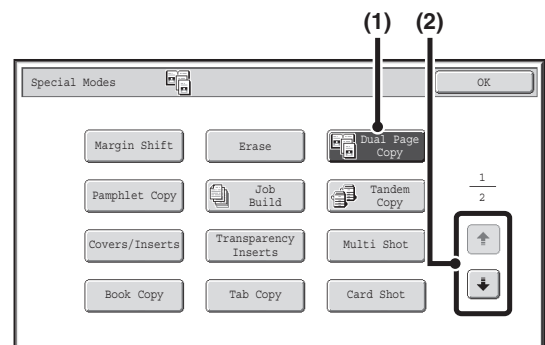 (1) (2)
Special Modes OK
Margin Shift Erase Dual Page
Copy
Pamphlet Copy Job
Build Tandem
Copy
1
2
Covers/Inserts Transparency
Inserts Multi Shot
Book Copy Tab Copy Card Shot